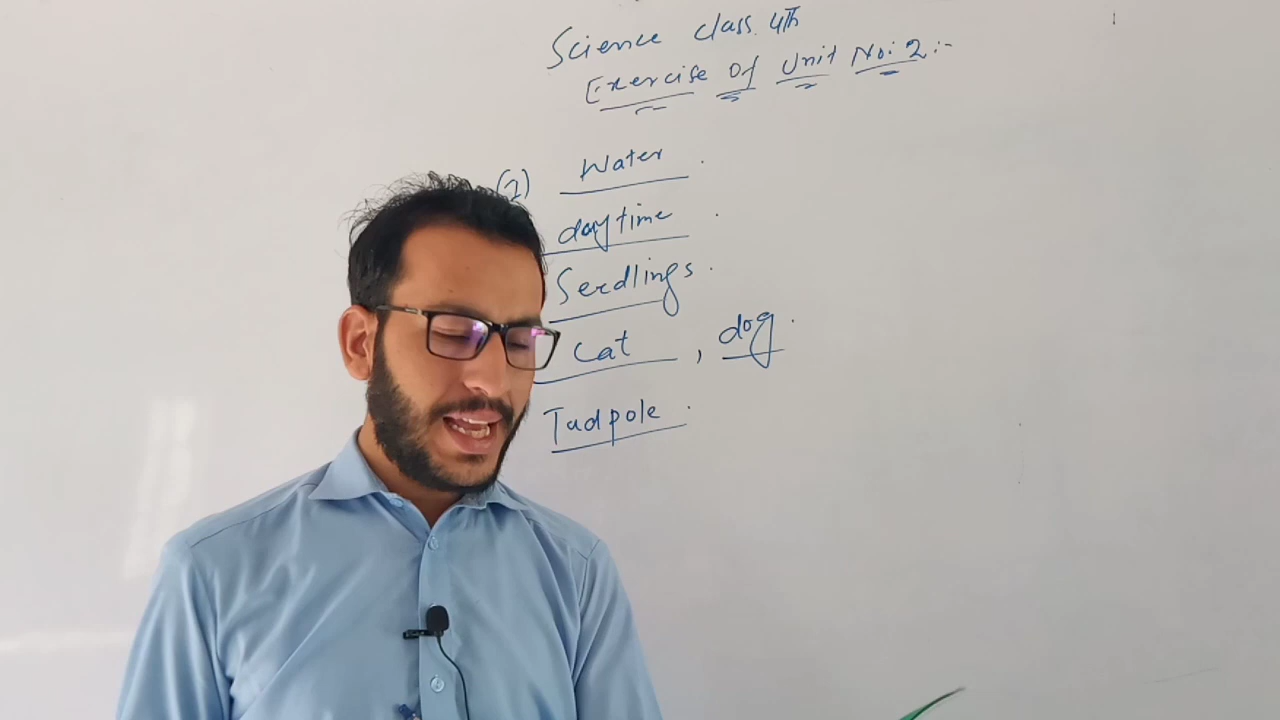 Science class 4th
Exercise of Unit No: 2 :-
(1) Water .
daytime .
Seedlings .
Cat , dog .
Tadpole .